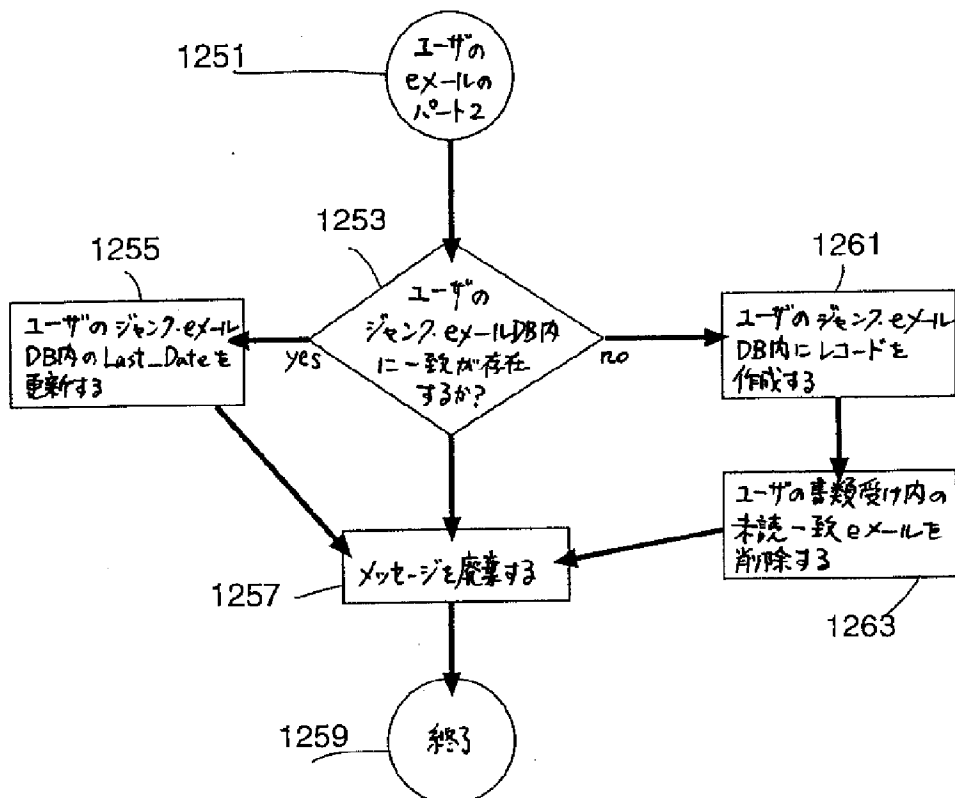 1251
ユーザの
eメールの
パート2
1253
ユーザの
ジャンク・eメールDB内
に一致が存在
するか?
yes
no
1255
ユーザのジャンク・eメール
DB内のLast_Dateを
更新する
1261
ユーザのジャンク・eメール
DB内にレコードを
作成する
ユーザの書類受け内の
未読一致eメールを
削除する
1263
メッセージを廃棄する
1257
終了
1259